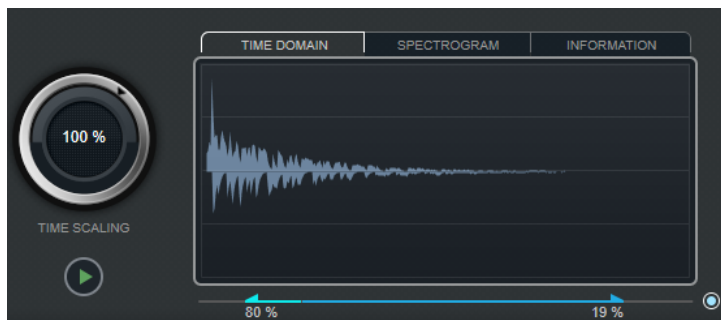 TIME DOMAIN
SPECTROGRAM
INFORMATION
100 %
TIME SCALING
80 %
19 %